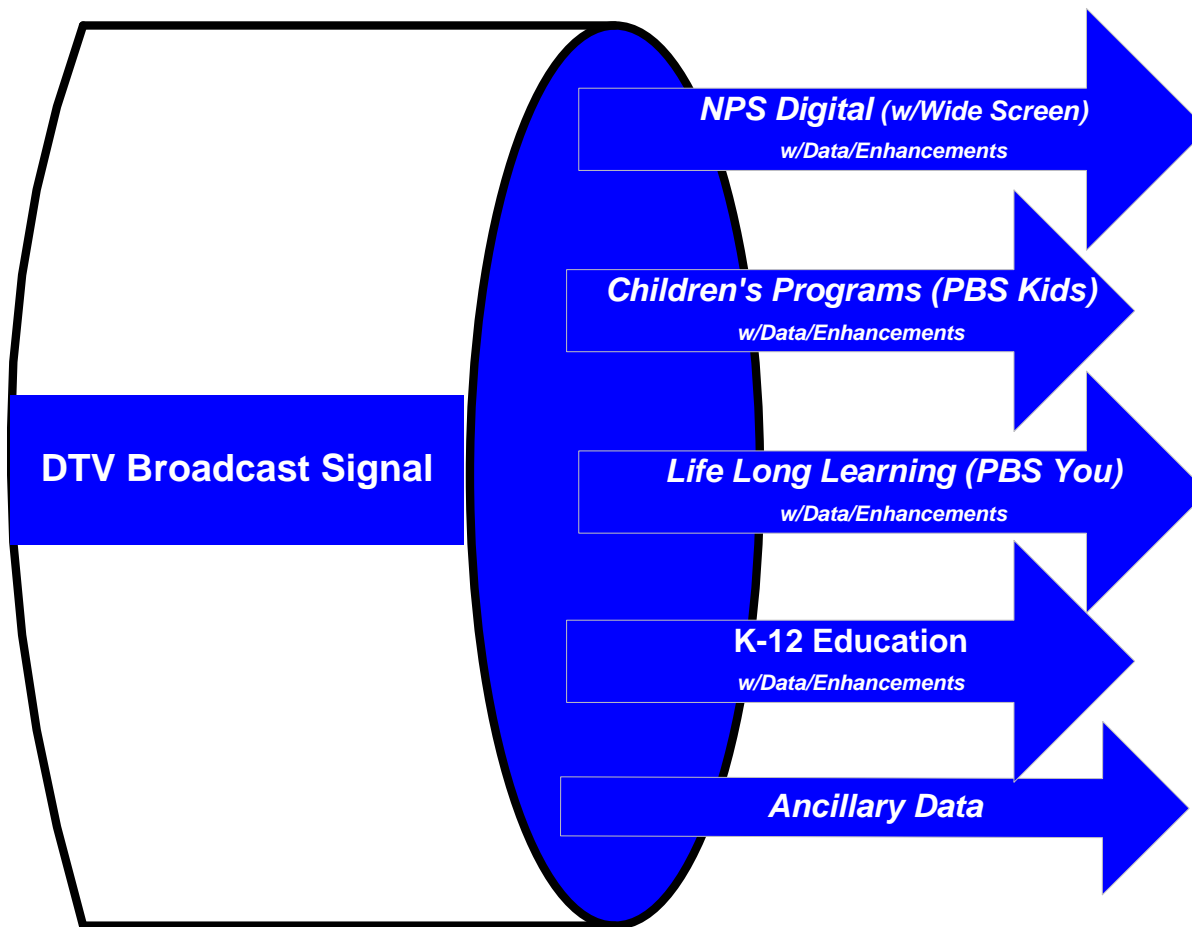 NPS Digital (w/Wide Screen)
w/Data/Enhancements
Children's Programs (PBS Kids)
w/Data/Enhancements
DTV Broadcast Signal
Life Long Learning (PBS You)
w/Data/Enhancements
K-12 Education
w/Data/Enhancements
Ancillary Data